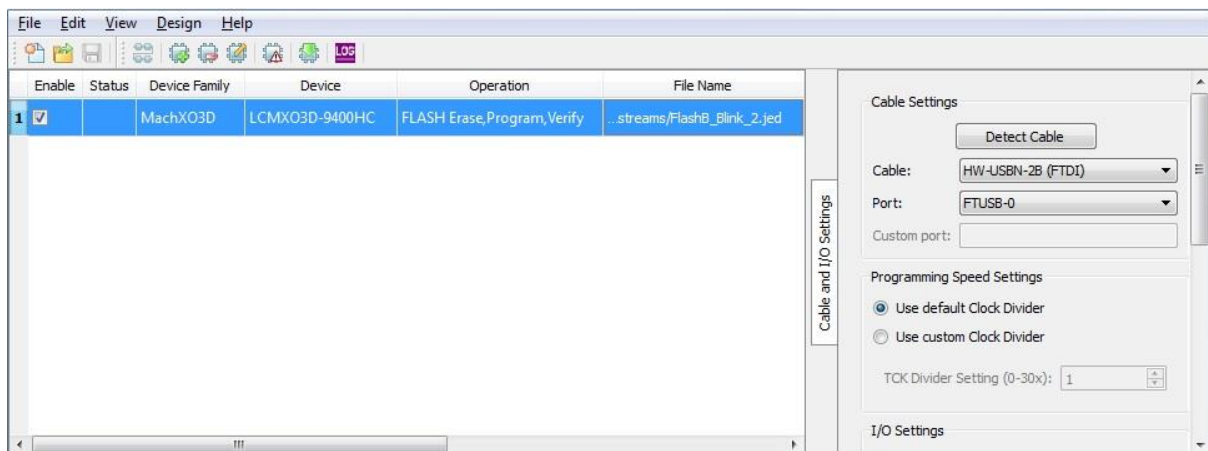 File Edit View Design Help
LOG
Enable Status Device Family Device Operation File Name
1 MachXO3D LCMXO3D-9400HC FLASH Erase,Program,Verify ...streams/FlashB_Blink_2.jed
Cable and I/O Settings
Cable Settings
Detect Cable
Cable: HW-USBN-2B (FTDI)
Port: FTUSB-0
Custom port:
Programming Speed Settings
Use default Clock Divider
Use custom Clock Divider
TCK Divider Setting (0-30x): 1
I/O Settings